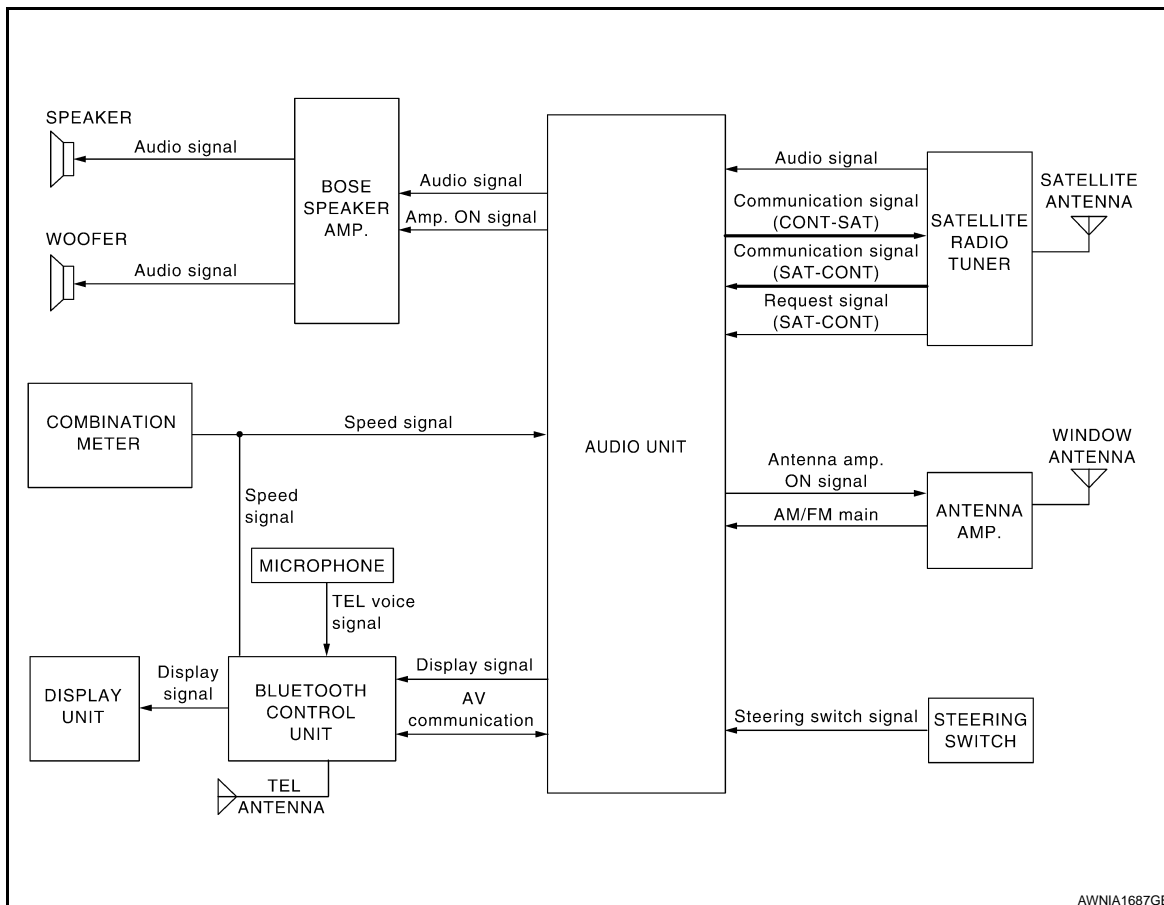 SPEAKER
Audio signal
WOOFER
Audio signal
BOSE
SPEAKER
AMP.
Audio signal
Amp. ON signal
AUDIO UNIT
Audio signal
Communication signal
(CONT-SAT)
Communication signal
(SAT-CONT)
Request signal
(SAT-CONT)
SATELLITE
RADIO
TUNER
SATELLITE
ANTENNA
COMBINATION
METER
Speed signal
Speed
signal
Antenna amp.
ON signal
AM/FM main
ANTENNA
AMP.
WINDOW
ANTENNA
MICROPHONE
TEL voice
signal
DISPLAY
UNIT
Display
signal
BLUETOOTH
CONTROL
UNIT
Display signal
AV
communication
TEL
ANTENNA
Steering switch signal
STEERING
SWITCH